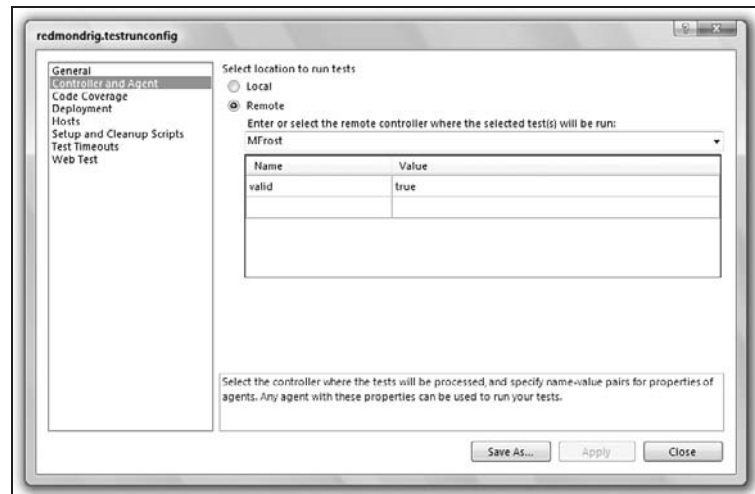 redmondrig.testrunconfig
General
Controller and Agent
Code Coverage
Deployment
Hosts
Setup and Cleanup Scripts
Test Timeouts
Web Test
Select location to run tests
Local
Remote
Enter or select the remote controller where the selected test(s) will be run:
MFrost
Name Value
valid true
Select the controller where the tests will be processed, and specify name-value pairs for properties of
agents. Any agent with these properties can be used to run your tests.
Save As... Apply Close